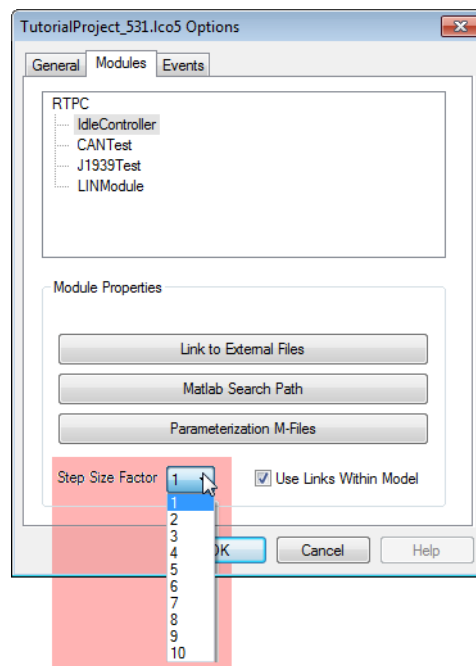 TutorialProject_531.lco5 Options
General Modules Events
RTPC
IdleController
CANTest
J1939Test
LINModule
Module Properties
Link to External Files
Matlab Search Path
Parameterization M-Files
Step Size Factor 1 Use Links Within Model
1
2
3
4
5
6
7
8
9
10
Cancel Help